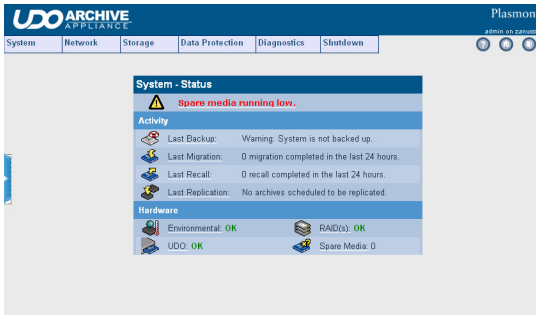 UDO ARCHIVE
APPLIANCE
Plasmon
admin on zanussi
System Network Storage Data Protection Diagnostics Shutdown
System - Status
Spare media running low.
Activity
Last Backup: Warning: System is not backed up.
Last Migration: 0 migration completed in the last 24 hours.
Last Recall: 0 recall completed in the last 24 hours.
Last Replication: No archives scheduled to be replicated.
Hardware
Environmental: OK RAID(s): OK
UDO: OK Spare Media: 0